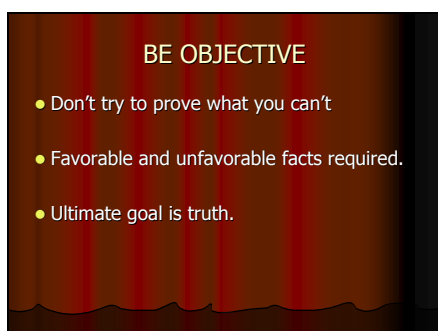 BE OBJECTIVE
● Don't try to prove what you can't
● Favorable and unfavorable facts required.
● Ultimate goal is truth.